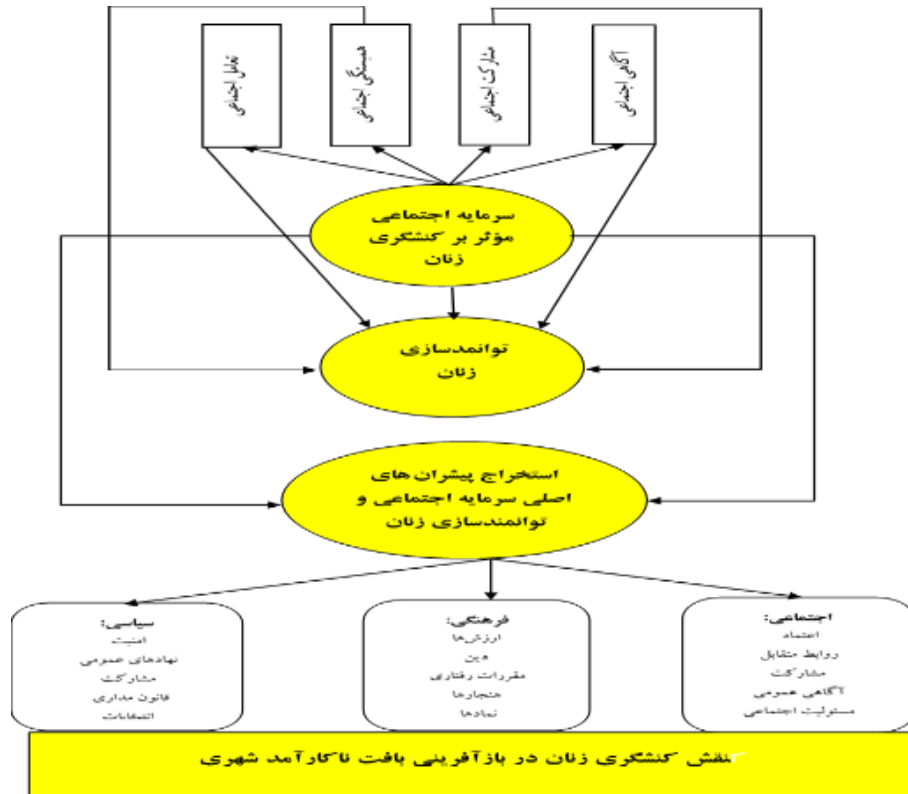 آگاهی اجتماعی
مشارکت اجتماعی
همبستگی اجتماعی
تعامل اجتماعی
سرمایه اجتماعی
مؤثر بر کنشگری
زنان
توانمدسازی
زنان
استخراج پیشران های
اصلی سرمایه اجتماعی و
توانمندسازی زنان
اجتماعی:
اعتماد
روابط متقابل
مشارکت
آگاهی عمومی
مسئولیت اجتماعی
فرهنگی:
ارزش‌ها
دین
مقررات رفتاری
هنجارها
نمادها
سیاسی:
امنیت
نهادهای عمومی
مشارکت
قانون مداری
انتخابات
نقش کنشگری زنان در بازآفرینی بافت ناکارآمد شهری